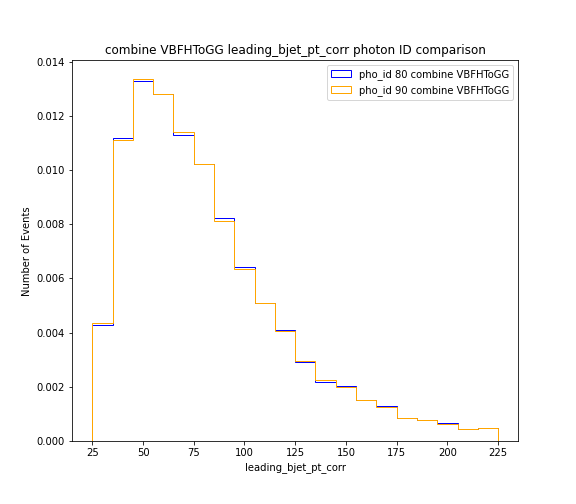 combine VBFHToGG leading_bjet_pt_corr photon ID comparison
pho_id 80 combine VBFHToGG
pho_id 90 combine VBFHToGG
Number of Events
0.014
0.012
0.010
0.008
0.006
0.004
0.002
0.000
25 50 75 100 125 150 175 200 225
leading_bjet_pt_corr